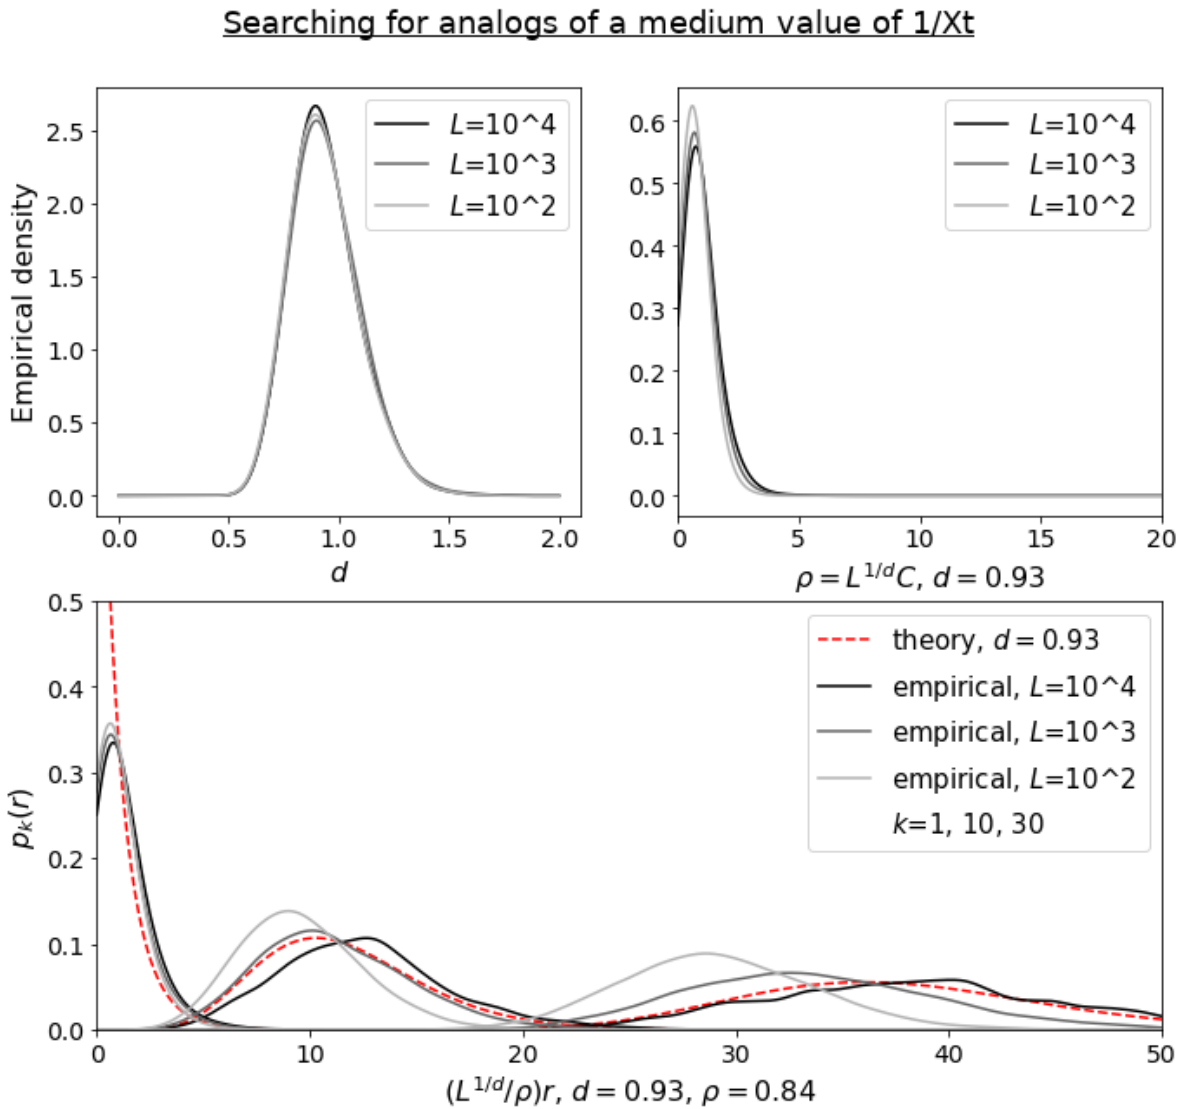 Searching for analogs of a medium value of 1/Xt
Empirical density
2.5
2.0
1.5
1.0
0.5
0.0
L=10^4
L=10^3
L=10^2
0.0 0.5 1.0 1.5 2.0
d
0.6
0.5
0.4
0.3
0.2
0.1
0.0
L=10^4
L=10^3
L=10^2
0 5 10 15 20
ρ = L^{1/d}C, d = 0.93
p_k(r)
0.5
0.4
0.3
0.2
0.1
0.0
theory, d = 0.93
empirical, L=10^4
empirical, L=10^3
empirical, L=10^2
k=1, 10, 30
0 10 20 30 40 50
(L^{1/d}/ρ)r, d = 0.93, ρ = 0.84